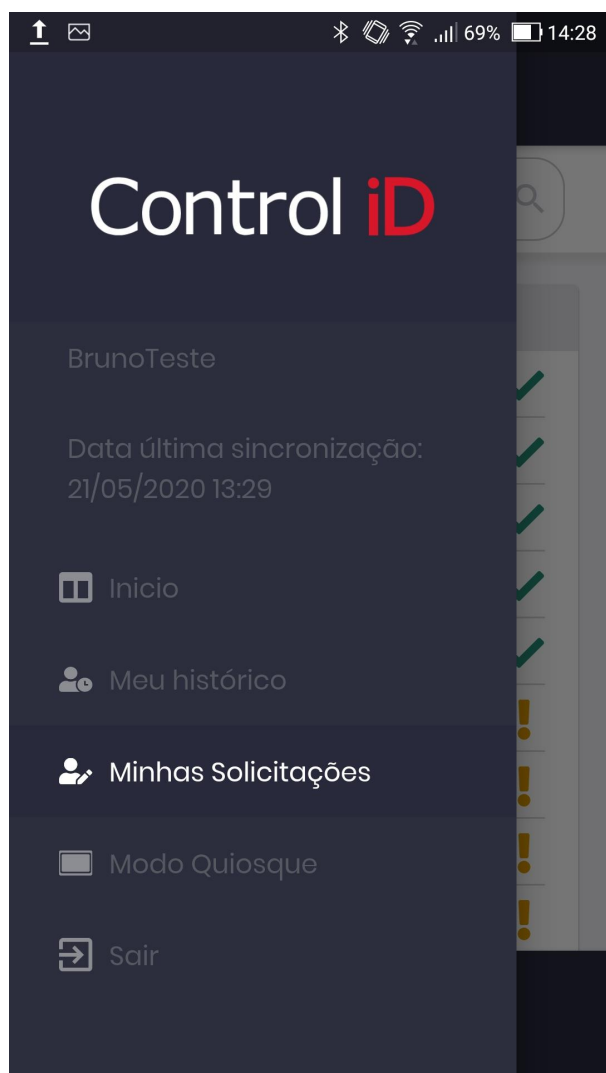 69% 14:28
Control iD
BrunoTeste
Data última sincronização:
21/05/2020 13:29
Inicio
Meu histórico
Minhas Solicitações
Modo Quiosque
Sair